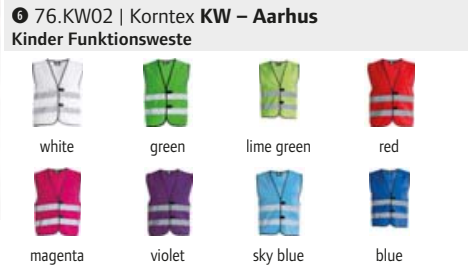 ❻ 76.KW02 | Korntex KW – Aarhus
Kinder Funktionsweste
white green lime green red
magenta violet sky blue blue